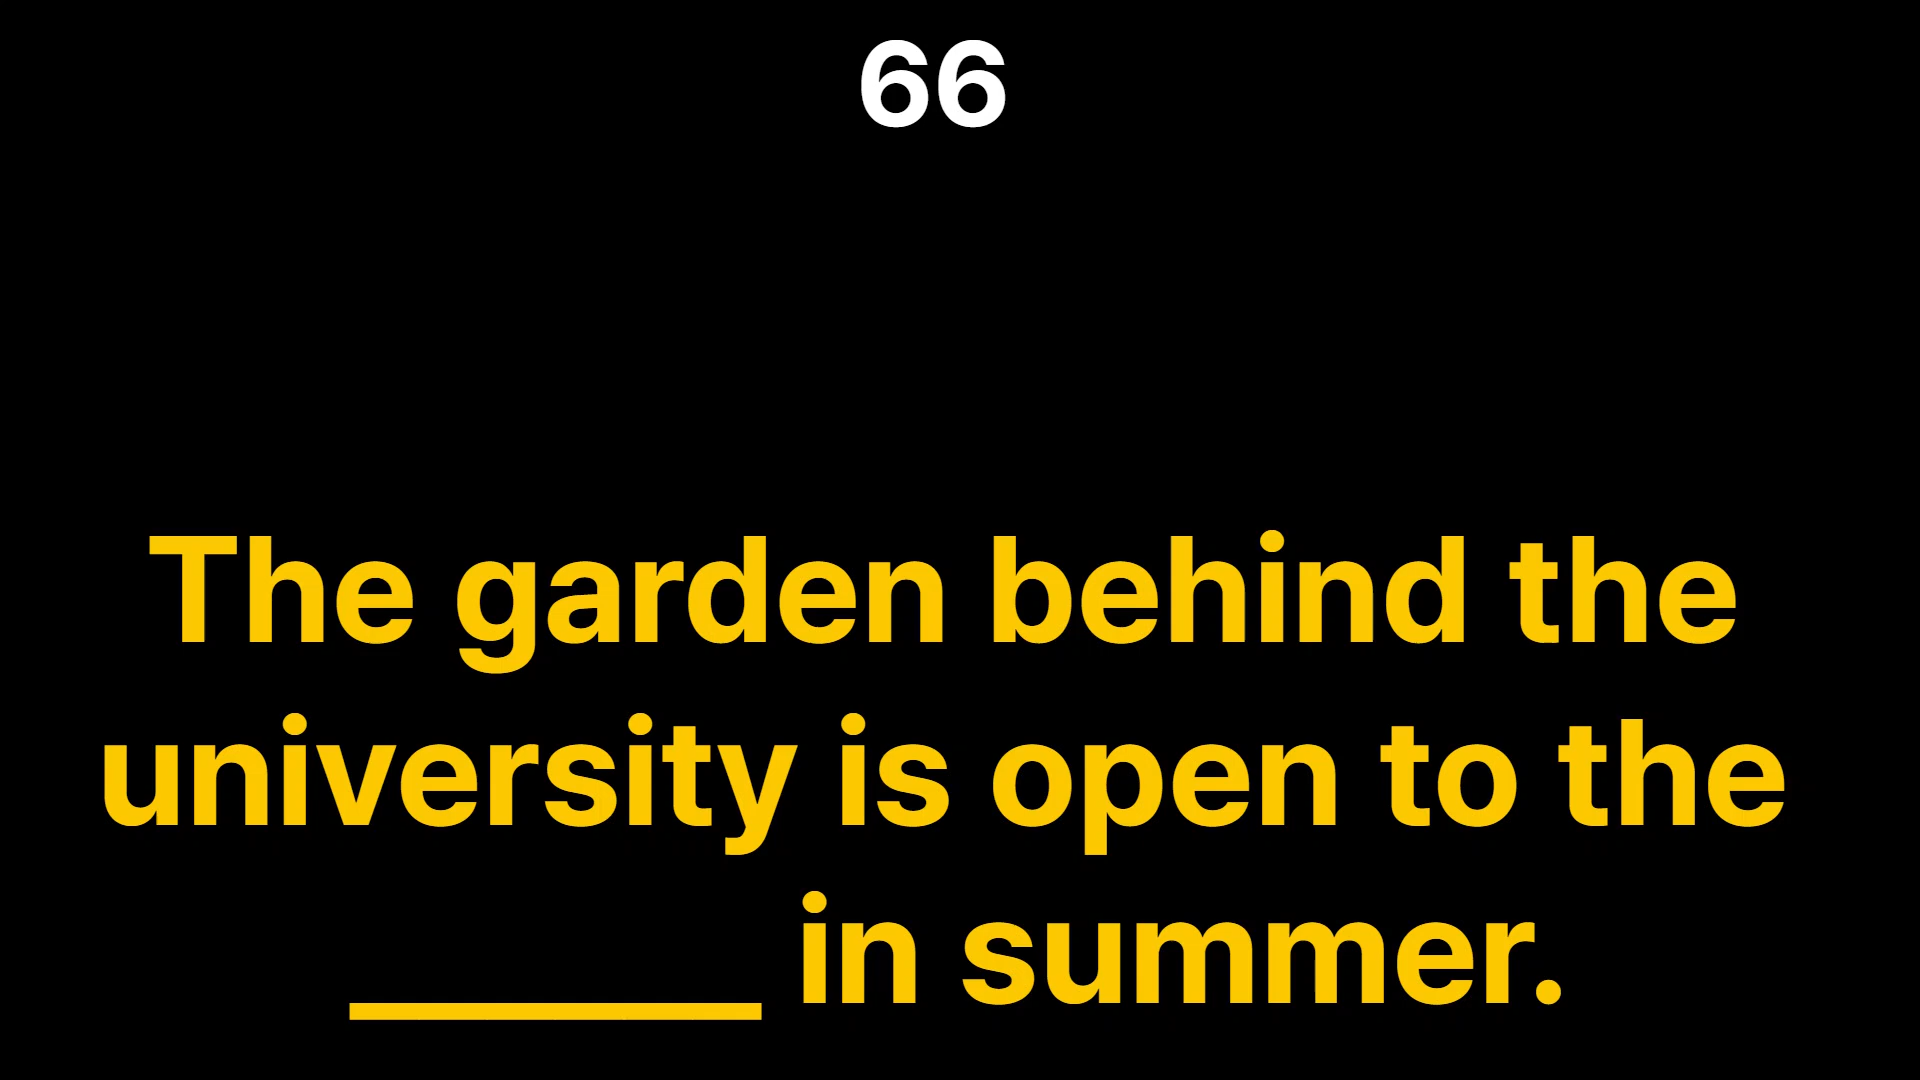 66
The garden behind the
university is open to the
______ in summer.